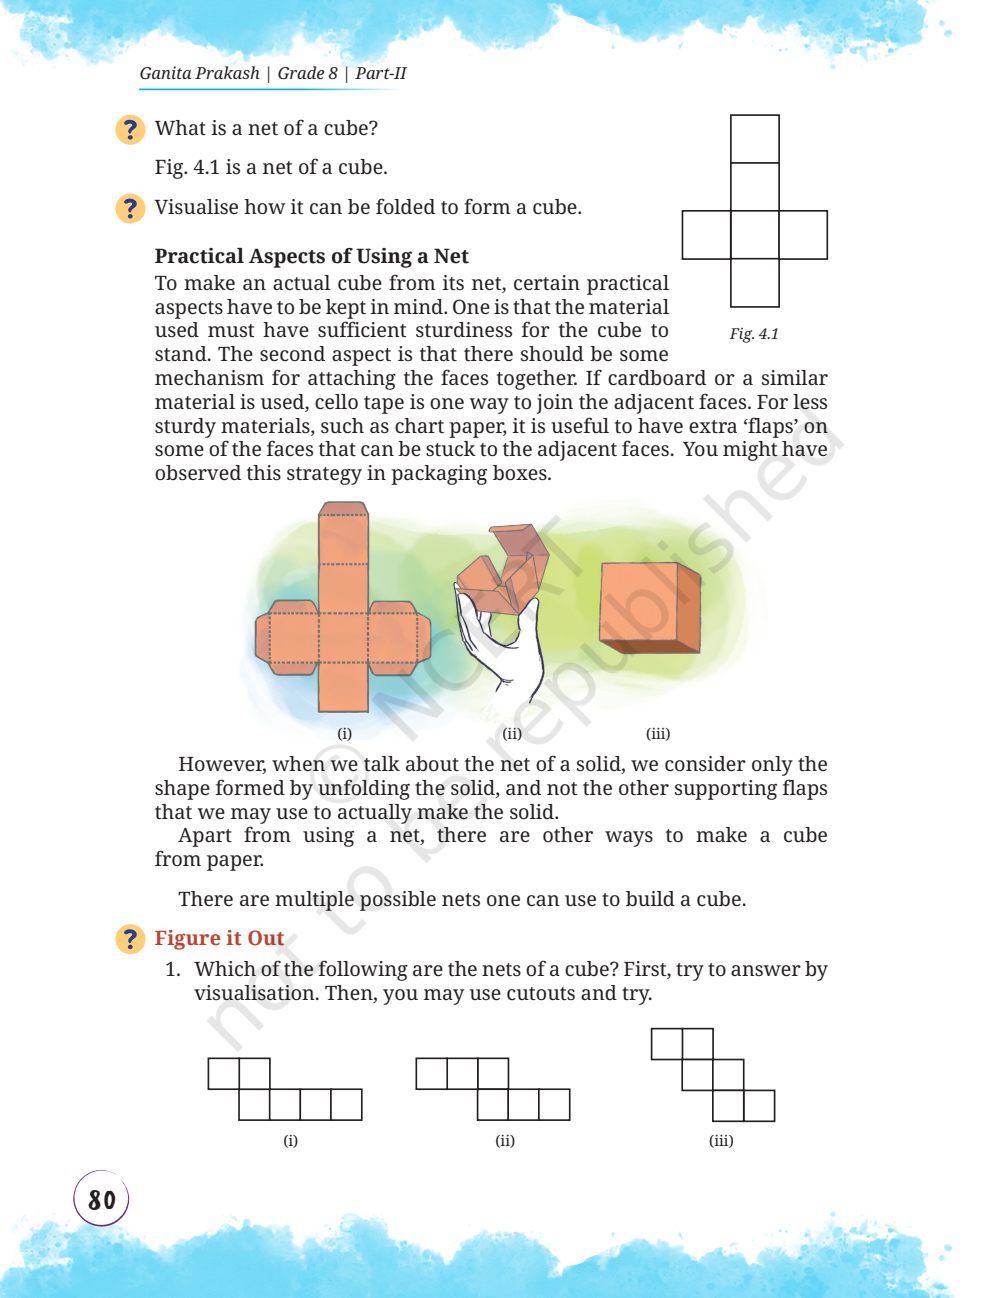 Ganita Prakash | Grade 8 | Part-II
? What is a net of a cube?
Fig. 4.1 is a net of a cube.
? Visualise how it can be folded to form a cube.
Practical Aspects of Using a Net
To make an actual cube from its net, certain practical
aspects have to be kept in mind. One is that the material
used must have sufficient sturdiness for the cube to
stand. The second aspect is that there should be some
mechanism for attaching the faces together. If cardboard or a similar
material is used, cello tape is one way to join the adjacent faces. For less
sturdy materials, such as chart paper, it is useful to have extra ‘flaps’ on
some of the faces that can be stuck to the adjacent faces. You might have
observed this strategy in packaging boxes.
Fig. 4.1
(i) (ii) (iii)
However, when we talk about the net of a solid, we consider only the
shape formed by unfolding the solid, and not the other supporting flaps
that we may use to actually make the solid.
Apart from using a net, there are other ways to make a cube
from paper.
There are multiple possible nets one can use to build a cube.
? Figure it Out
1. Which of the following are the nets of a cube? First, try to answer by
visualisation. Then, you may use cutouts and try.
(i) (ii) (iii)
80
© NCERT
not to be republished